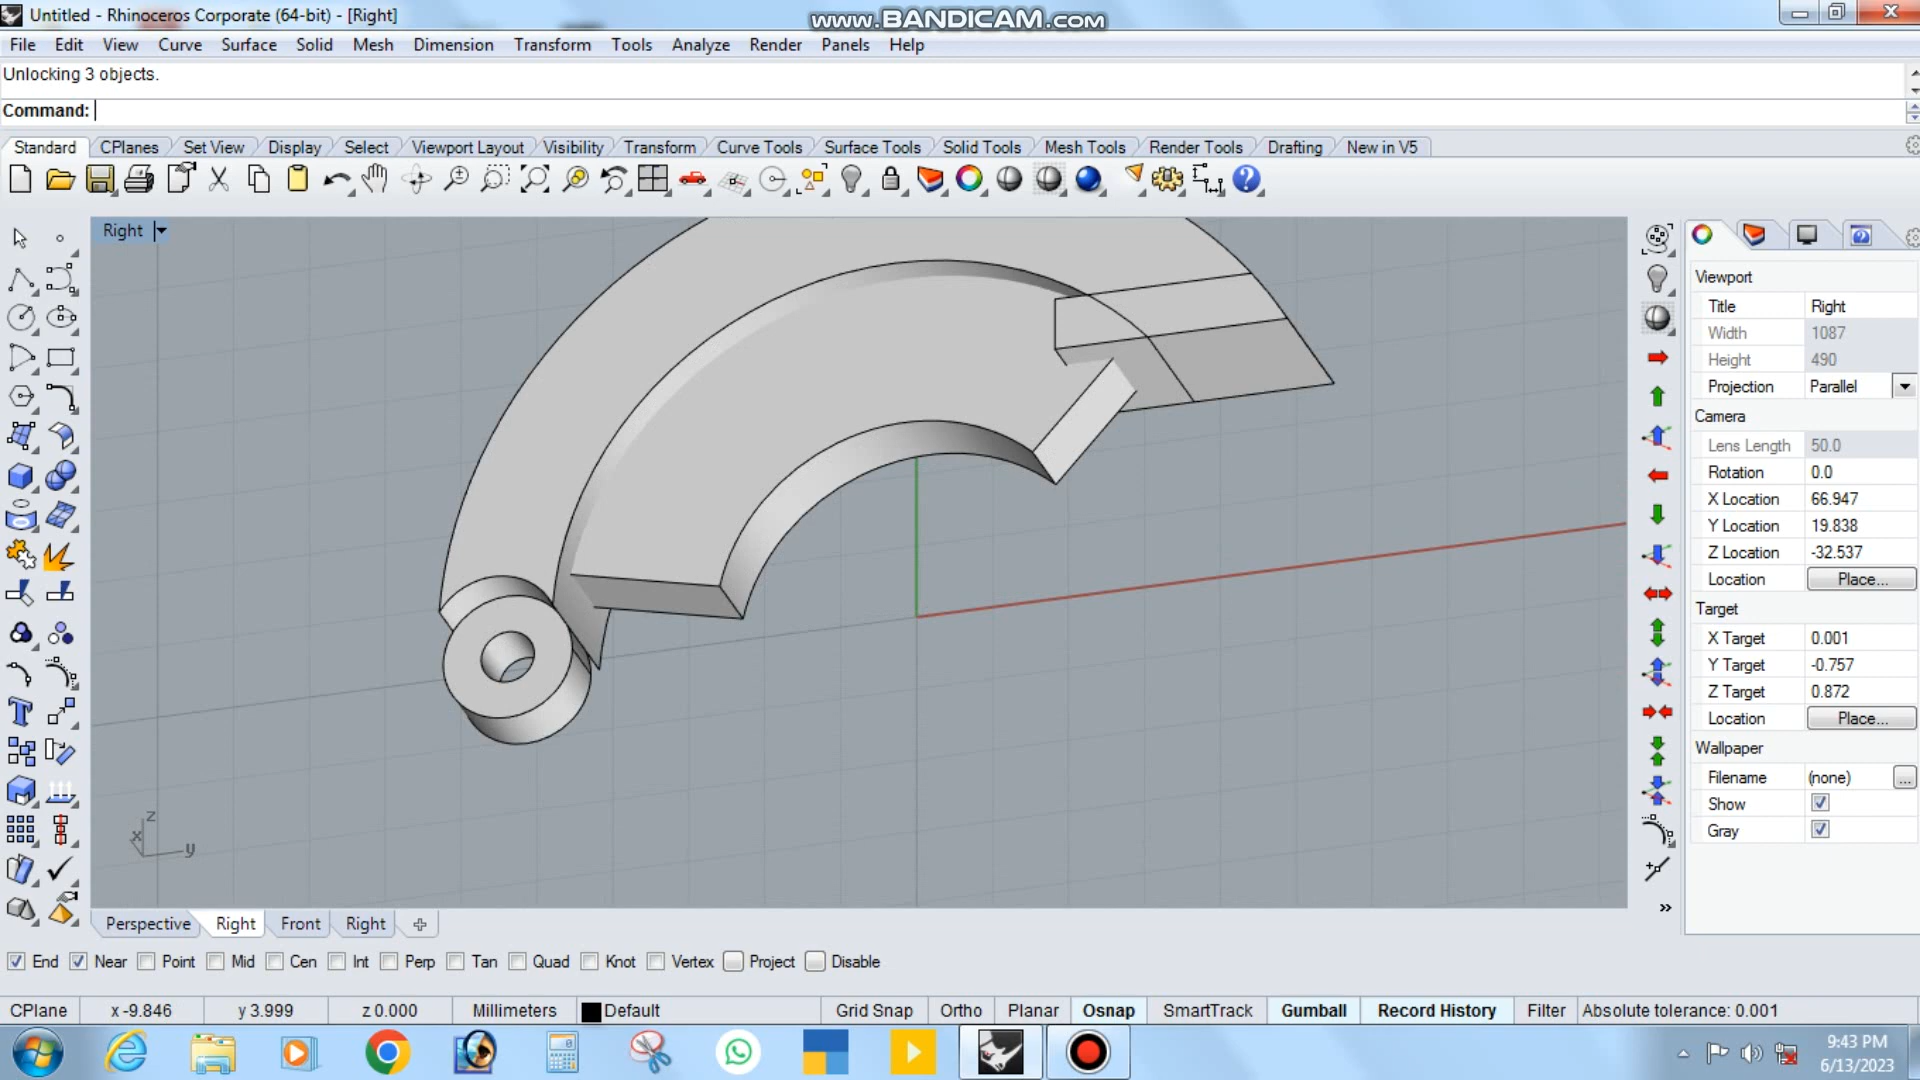 Untitled - Rhinoceros Corporate (64-bit) - [Right]
www.BANDICAM.com
File Edit View Curve Surface Solid Mesh Dimension Transform Tools Analyze Render Panels Help
Unlocking 3 objects.
Command:
Standard CPlanes Set View Display Select Viewport Layout Visibility Transform Curve Tools Surface Tools Solid Tools Mesh Tools Render Tools Drafting New in V5
Right
Viewport
Title Right
Width 1087
Height 490
Projection Parallel
Camera
Lens Length 50.0
Rotation 0.0
X Location 66.947
Y Location 19.838
Z Location -32.537
Location Place...
Target
X Target 0.001
Y Target -0.757
Z Target 0.872
Location Place...
Wallpaper
Filename (none) ...
Show
Gray
z
x
y
Perspective Right Front Right
End Near Point Mid Cen Int Perp Tan Quad Knot Vertex Project Disable
CPlane x -9.846 y 3.999 z 0.000 Millimeters Default Grid Snap Ortho Planar Osnap SmartTrack Gumball Record History Filter Absolute tolerance: 0.001
9:43 PM
6/13/2023